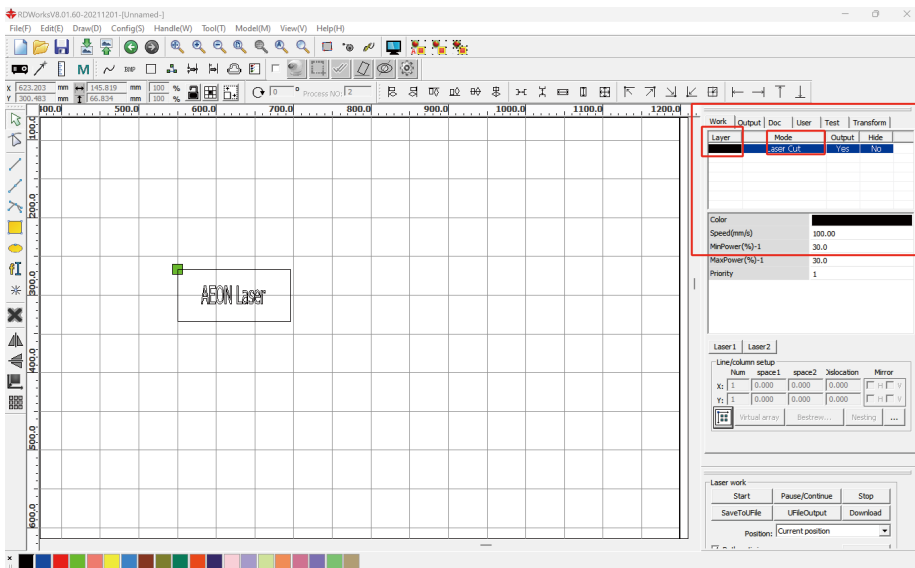 RDWorksV8.01.60-20211201-[Unnamed-]
File(F) Edit(E) Draw(D) Config(S) Handle(W) Tool(T) Model(M) View(V) Help(H)
BMP
X 623.203 mm 145.819 mm 100 %
Y 300.483 mm 66.834 mm 100 %
0 ° Process NO: 2
400.0 500.0 600.0 700.0 800.0 900.0 1000.0 1100.0 1200.0
100.0
200.0
300.0
400.0
500.0
600.0
AEON Laser
Work Output Doc User Test Transform
Layer Mode Output Hide
Laser Cut Yes No
Color
Speed(mm/s) 100.00
MinPower(%)-1 30.0
MaxPower(%)-1 30.0
Priority 1
Laser1 Laser2
Line/column setup
Num space1 space2 Dislocation Mirror
X: 1 0.000 0.000 0.000 H V
Y: 1 0.000 0.000 0.000 H V
Virtual array Bestrew... Nesting ...
Laser work
Start Pause/Continue Stop
SaveToUFile UFileOutput Download
Position: Current position